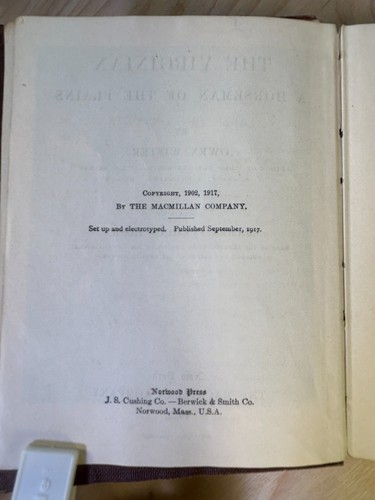 COPYRIGHT, 1902, 1917,
BY THE MACMILLAN COMPANY.
Set up and electrotyped. Published September, 1917.
Norwood Press
J. S. Cushing Co. — Berwick & Smith Co.
Norwood, Mass., U.S.A.